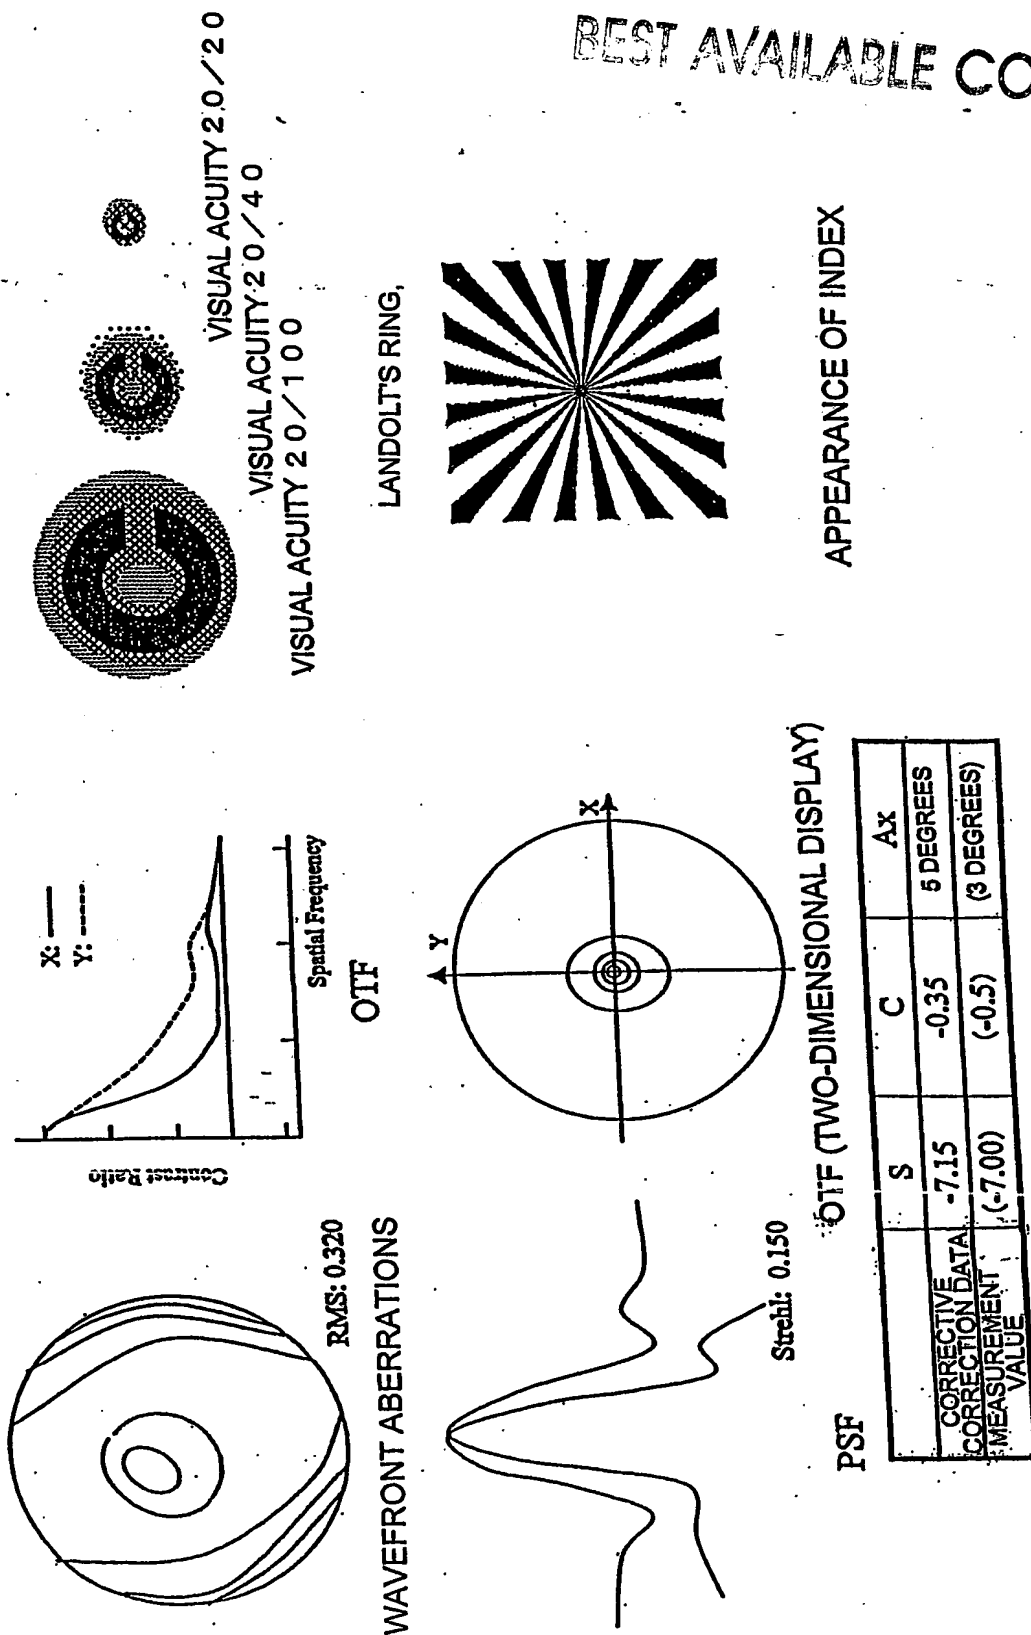 BEST AVAILABLE CO
RMS: 0.320
WAVEFRONT ABERRATIONS
Contrast Ratio
X:
Y:
Spatial Frequency
OTF
VISUAL ACUITY 20/100
VISUAL ACUITY 20/40
VISUAL ACUITY 20/20
LANDOLT'S RING,
Strehl: 0.150
PSF
Y
X
OTF (TWO-DIMENSIONAL DISPLAY)
APPEARANCE OF INDEX
S C Ax
CORRECTIVE CORRECTION DATA -7.15 -0.35 5 DEGREES
(MEASUREMENT VALUE (-7.00) (-0.5) (3 DEGREES)